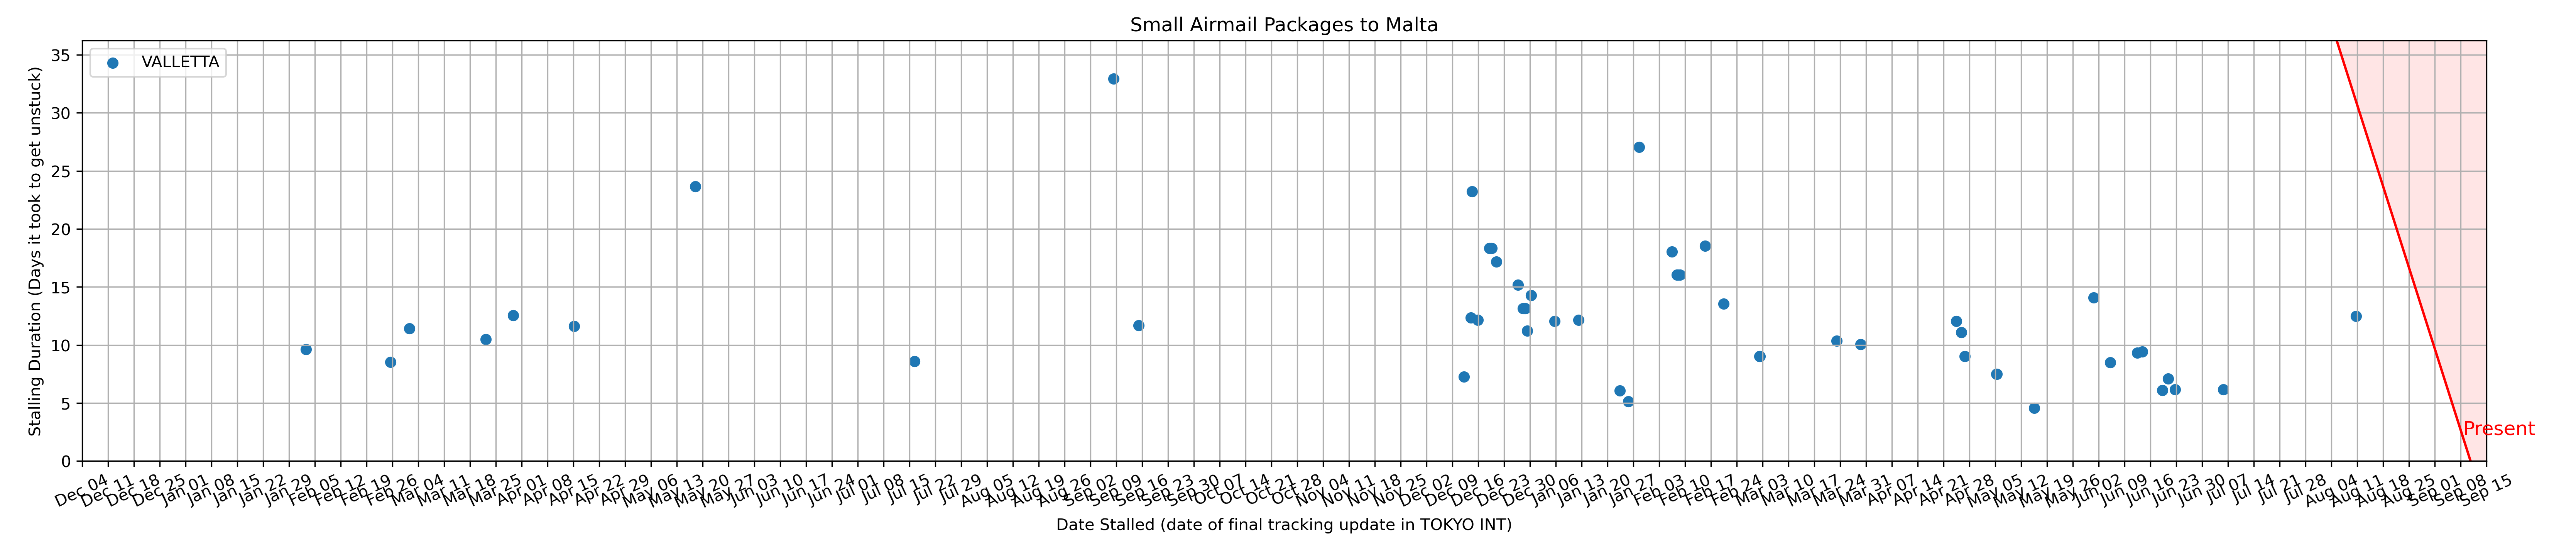 Small Airmail Packages to Malta
VALLETTA
Stalling Duration (Days it took to get unstuck)
35
30
25
20
15
10
5
0
Present
Dec 04
Dec 11
Dec 18
Dec 25
Jan 01
Jan 08
Jan 15
Jan 22
Jan 29
Feb 05
Feb 12
Feb 19
Feb 26
Mar 04
Mar 11
Mar 18
Mar 25
Apr 01
Apr 08
Apr 15
Apr 22
Apr 29
May 06
May 13
May 20
May 27
Jun 03
Jun 10
Jun 17
Jun 24
Jul 01
Jul 08
Jul 15
Jul 22
Jul 29
Aug 05
Aug 12
Aug 19
Aug 26
Sep 02
Sep 09
Sep 16
Sep 23
Sep 30
Oct 07
Oct 14
Oct 21
Oct 28
Nov 04
Nov 11
Nov 18
Nov 25
Dec 02
Dec 09
Dec 16
Dec 23
Dec 30
Jan 06
Jan 13
Jan 20
Jan 27
Feb 03
Feb 10
Feb 17
Feb 24
Mar 03
Mar 10
Mar 17
Mar 24
Mar 31
Apr 07
Apr 14
Apr 21
Apr 28
May 05
May 12
May 19
May 26
Jun 02
Jun 09
Jun 16
Jun 23
Jun 30
Jul 07
Jul 14
Jul 21
Jul 28
Aug 04
Aug 11
Aug 18
Aug 25
Sep 01
Sep 08
Sep 15
Date Stalled (date of final tracking update in TOKYO INT)